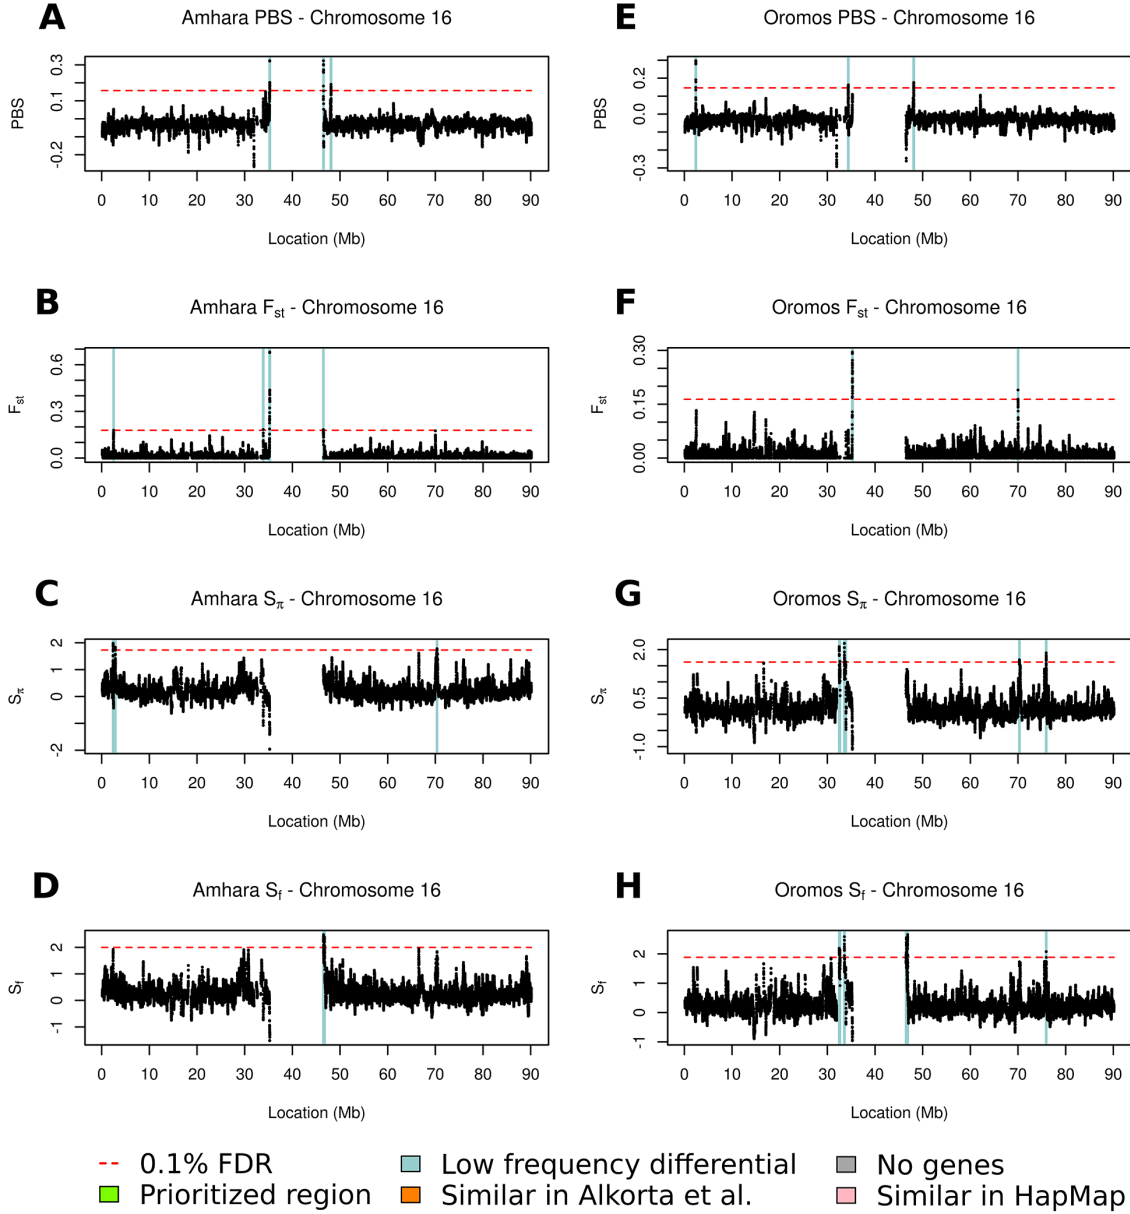 A
Amhara PBS - Chromosome 16
PBS
0.3
0.1
-0.2
0 10 20 30 40 50 60 70 80 90
Location (Mb)
E
Oromos PBS - Chromosome 16
PBS
0.2
0.0
-0.3
0 10 20 30 40 50 60 70 80 90
Location (Mb)
B
Amhara Fst - Chromosome 16
Fst
0.6
0.3
0.0
0 10 20 30 40 50 60 70 80 90
Location (Mb)
F
Oromos Fst - Chromosome 16
Fst
0.30
0.15
0.00
0 10 20 30 40 50 60 70 80 90
Location (Mb)
C
Amhara Sπ - Chromosome 16
Sπ
2
1
0
-2
0 10 20 30 40 50 60 70 80 90
Location (Mb)
G
Oromos Sπ - Chromosome 16
Sπ
2.0
0.5
-1.0
0 10 20 30 40 50 60 70 80 90
Location (Mb)
D
Amhara Sf - Chromosome 16
Sf
2
1
0
-1
0 10 20 30 40 50 60 70 80 90
Location (Mb)
H
Oromos Sf - Chromosome 16
Sf
2
1
0
-1
0 10 20 30 40 50 60 70 80 90
Location (Mb)
0.1% FDR
Low frequency differential
No genes
Prioritized region
Similar in Alkorta et al.
Similar in HapMap